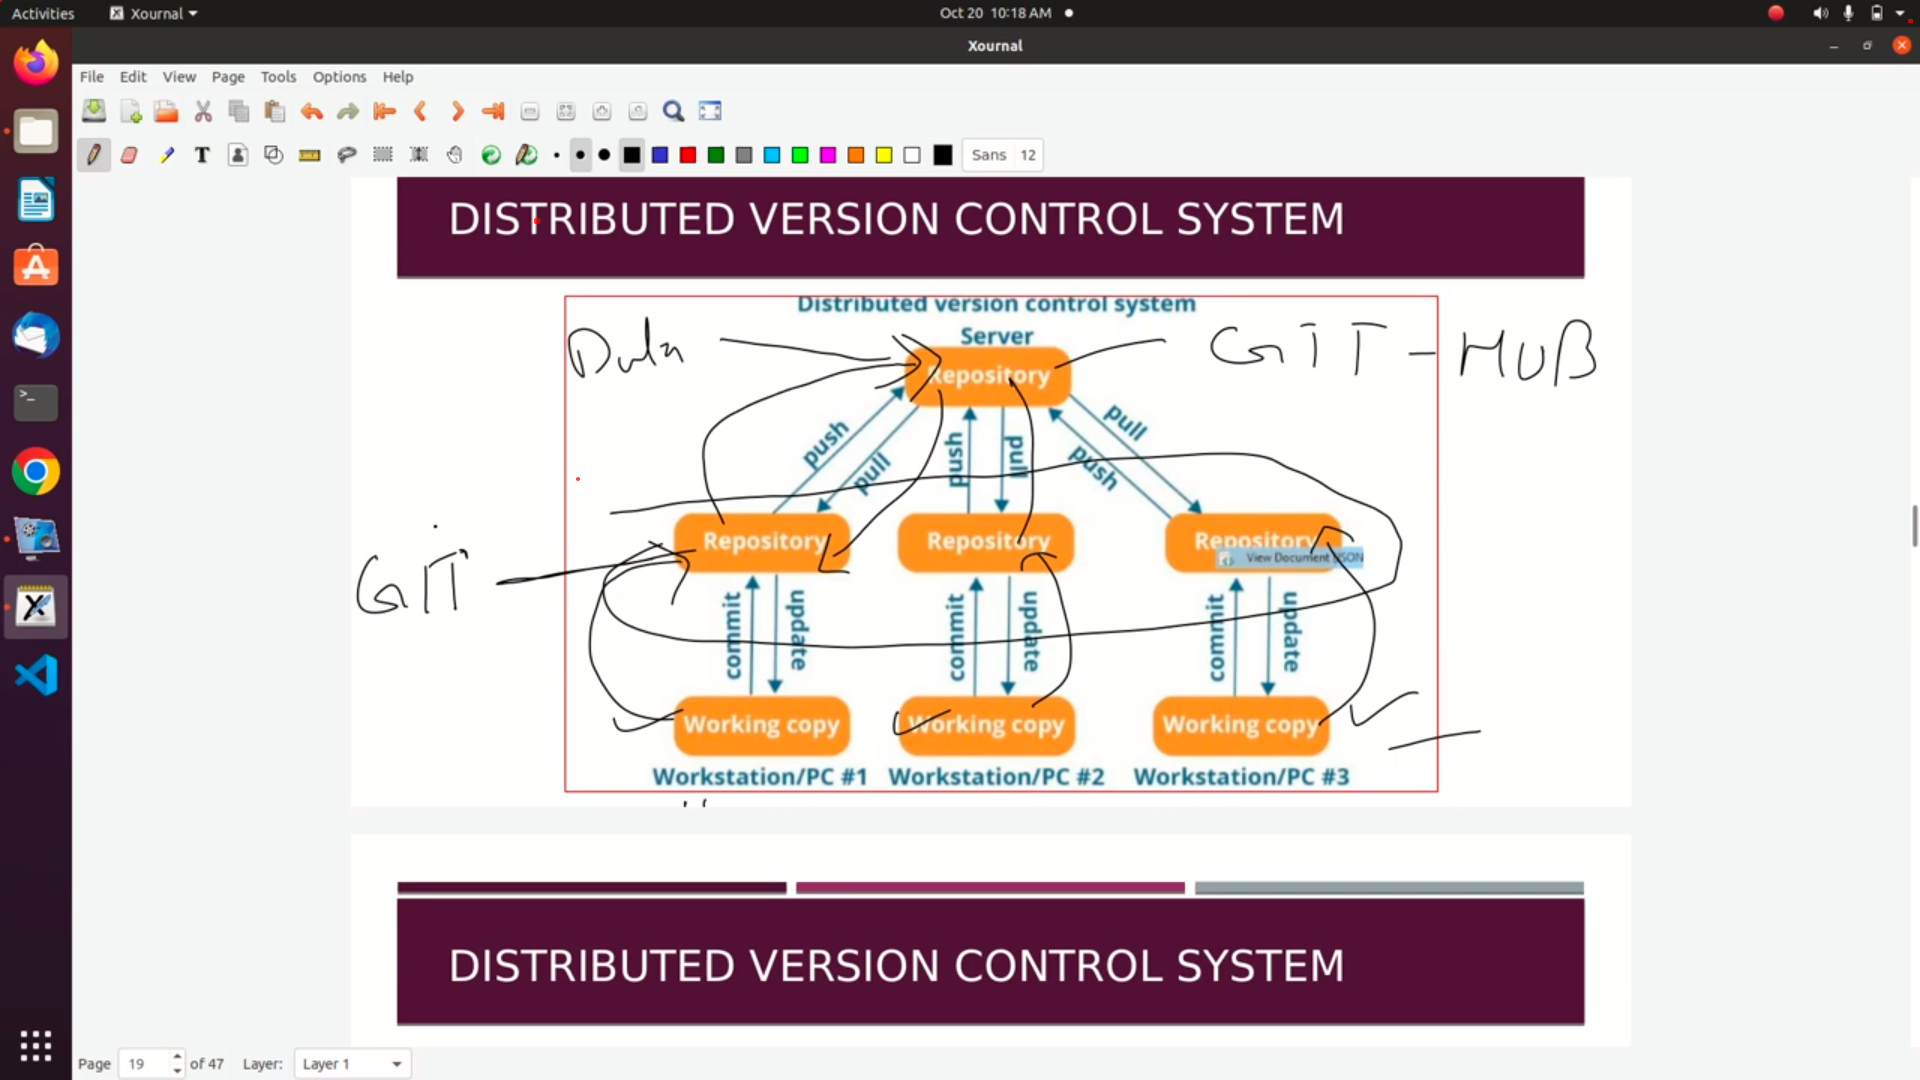 Activities Xournal Oct 20 10:18 AM
Xournal
File Edit View Page Tools Options Help
T Sans 12
DISTRIBUTED VERSION CONTROL SYSTEM
Distributed version control system
Server
Data
Repository
GIT-HUB
push pull push pull push pull
Repository Repository Repository
View Document JSON
GIT
commit update commit update commit update
Working copy Working copy Working copy
Workstation/PC #1 Workstation/PC #2 Workstation/PC #3
DISTRIBUTED VERSION CONTROL SYSTEM
Page 19 of 47 Layer: Layer 1